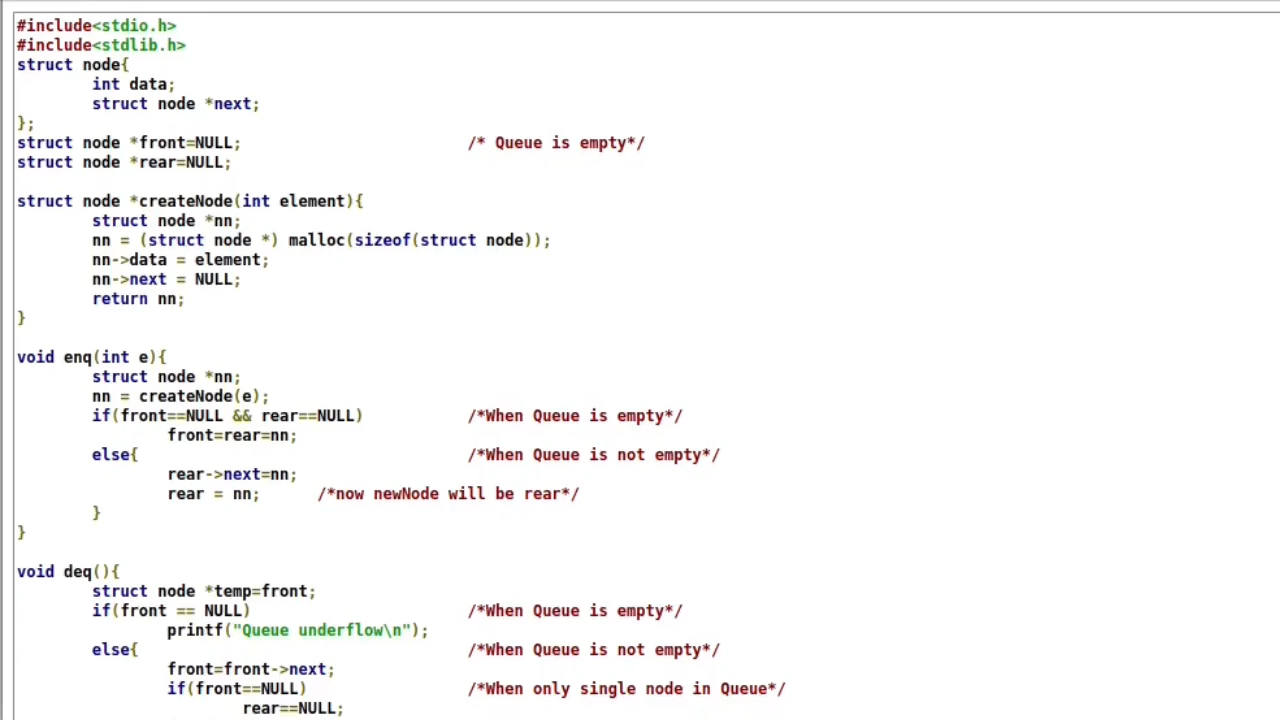 #include<stdio.h>
#include<stdlib.h>
struct node{
        int data;
        struct node *next;
};
struct node *front=NULL;                        /* Queue is empty*/
struct node *rear=NULL;

struct node *createNode(int element){
        struct node *nn;
        nn = (struct node *) malloc(sizeof(struct node));
        nn->data = element;
        nn->next = NULL;
        return nn;
}

void enq(int e){
        struct node *nn;
        nn = createNode(e);
        if(front==NULL && rear==NULL)           /*When Queue is empty*/
                front=rear=nn;
        else{                                   /*When Queue is not empty*/
                rear->next=nn;
                rear = nn;      /*now newNode will be rear*/
        }
}

void deq(){
        struct node *temp=front;
        if(front == NULL)                       /*When Queue is empty*/
                printf("Queue underflow\n");
        else{                                   /*When Queue is not empty*/
                front=front->next;
                if(front==NULL)                 /*When only single node in Queue*/
                        rear==NULL;